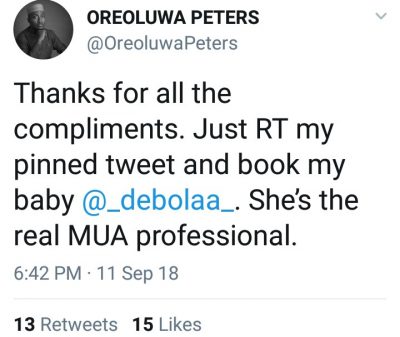 OREOLUWA PETERS
@OreoluwaPeters
Thanks for all the
compliments. Just RT my
pinned tweet and book my
baby @_debolaa_. She's the
real MUA professional.
6:42 PM · 11 Sep 18
13 Retweets 15 Likes